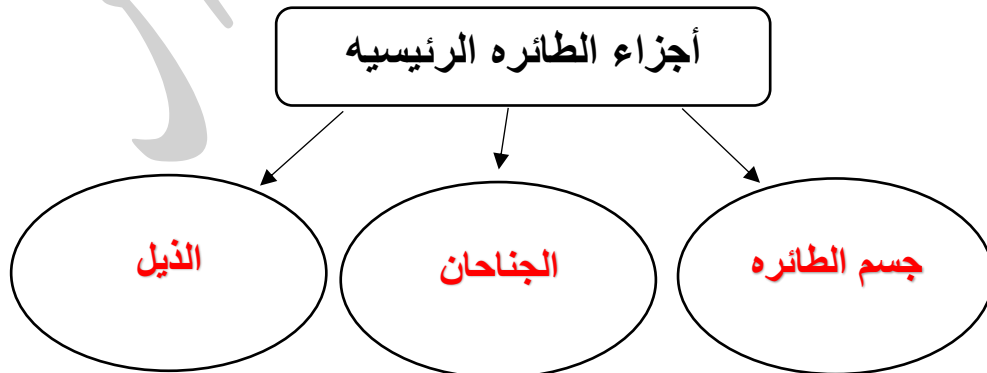 أجزاء الطائره الرئيسيه
جسم الطائره
الجناحان
الذيل